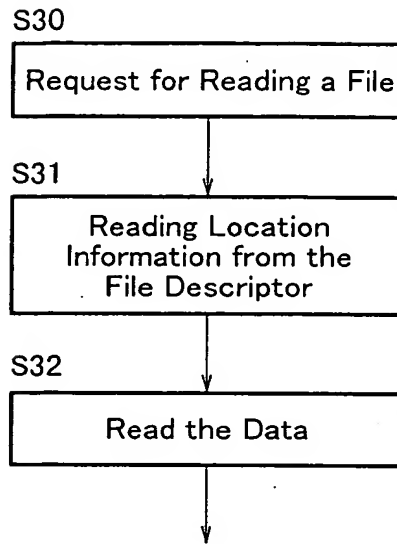 S30
Request for Reading a File
S31
Reading Location
Information from the
File Descriptor
S32
Read the Data